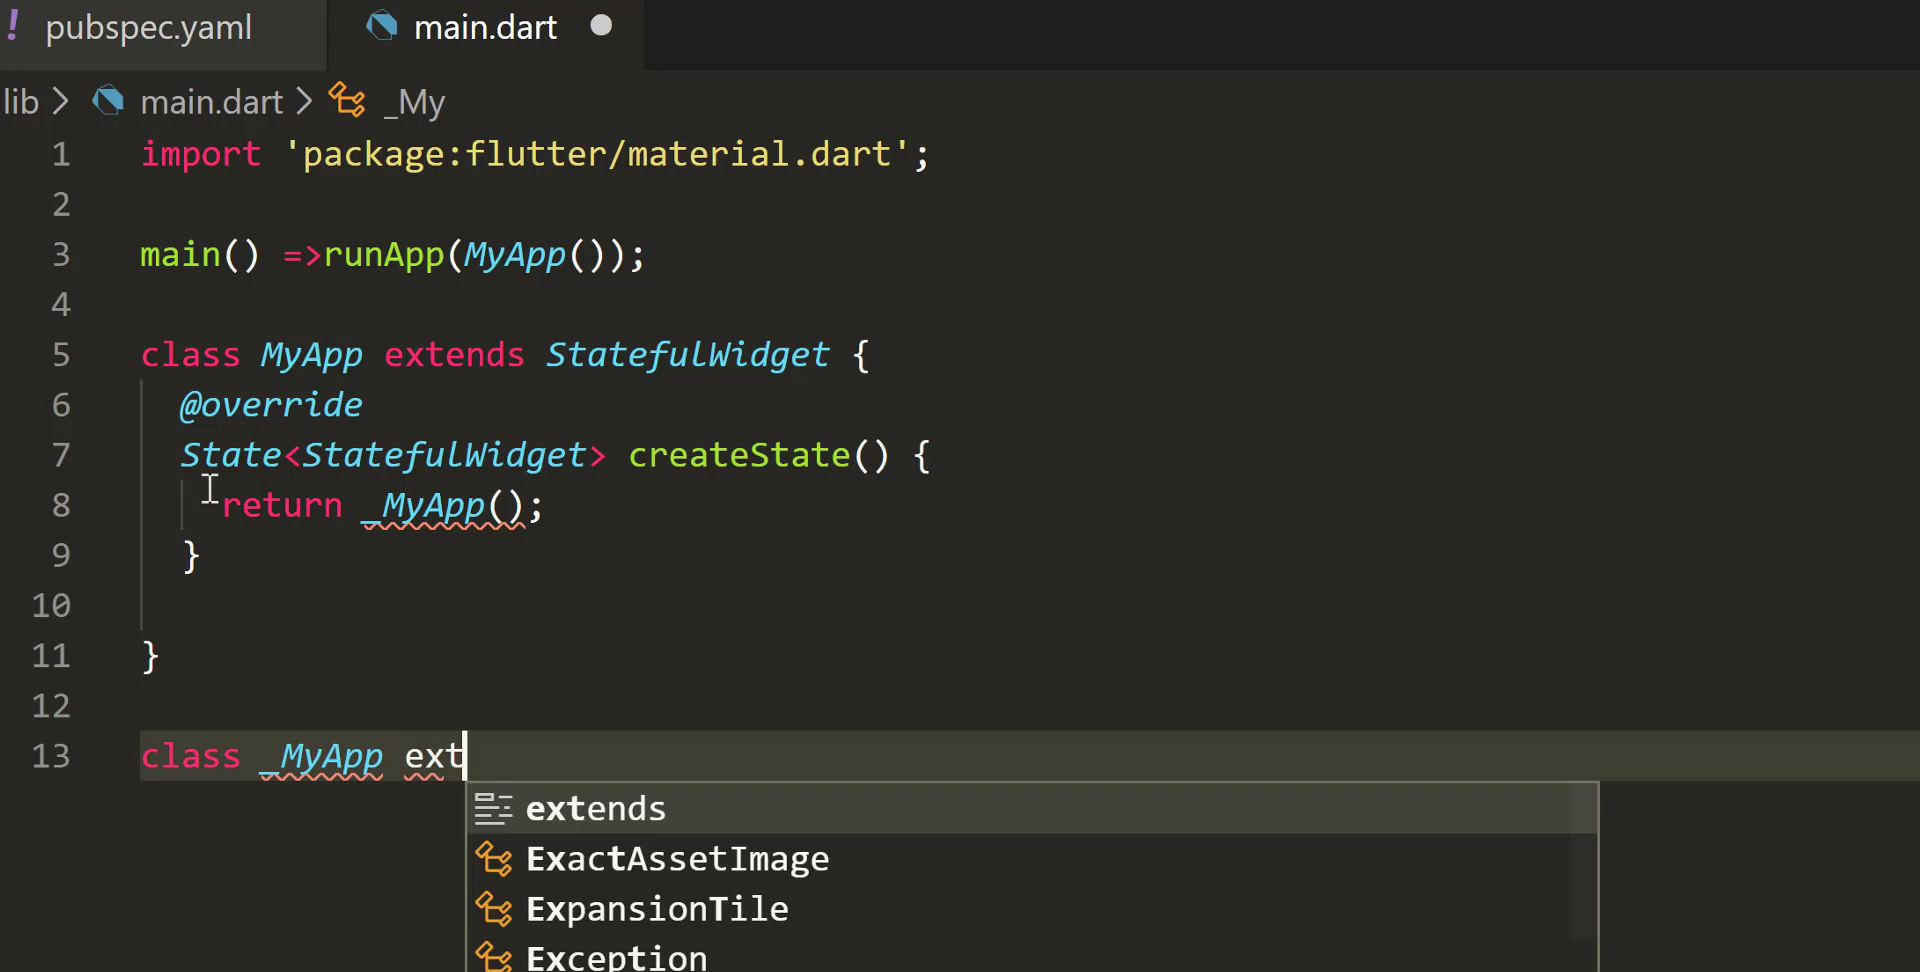 ! pubspec.yaml main.dart
lib > main.dart > _My
1 import 'package:flutter/material.dart';
2
3 main() =>runApp(MyApp());
4
5 class MyApp extends StatefulWidget {
6 @override
7 State<StatefulWidget> createState() {
8 return _MyApp();
9 }
10
11 }
12
13 class _MyApp ext
extends
ExactAssetImage
ExpansionTile
Exception